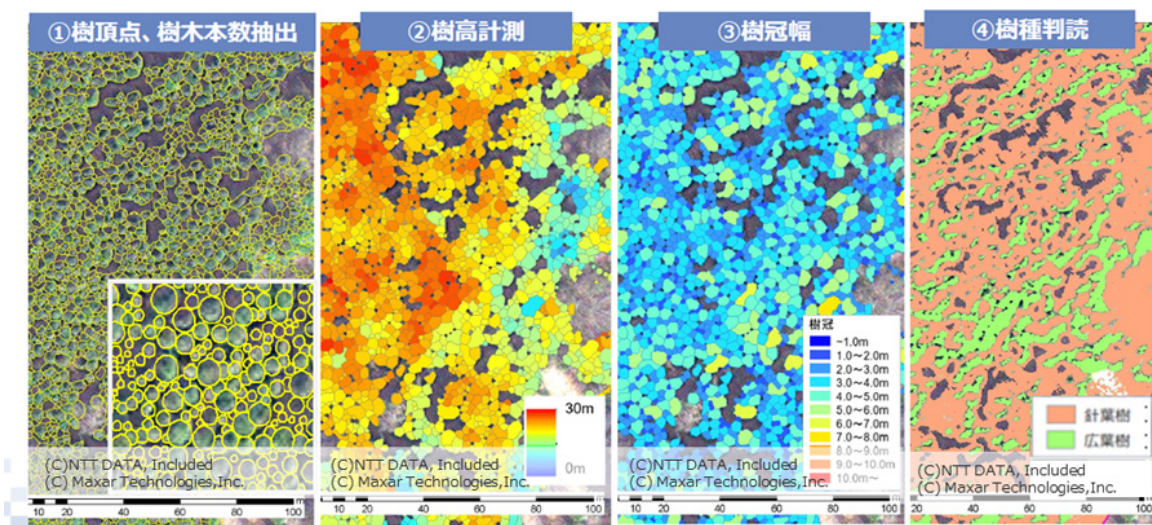 ①樹頂点、樹木本数抽出
②樹高計測
③樹冠幅
④樹種判読
30m
0m
樹冠
~1.0m
1.0~2.0m
2.0~3.0m
3.0~4.0m
4.0~5.0m
5.0~6.0m
6.0~7.0m
7.0~8.0m
8.0~9.0m
9.0~10.0m
10.0m~
針葉樹 :
広葉樹 :
(C)NTT DATA, Included
(C) Maxar Technologies,Inc.
(C)NTT DATA, Included
(C) Maxar Technologies,Inc.
(C)NTT DATA, Included
(C) Maxar Technologies,Inc.
10 20 40 60 80 100
10 20 40 60 80 100 m
10 20 40 60 80 100 m
20 40 60 80 100